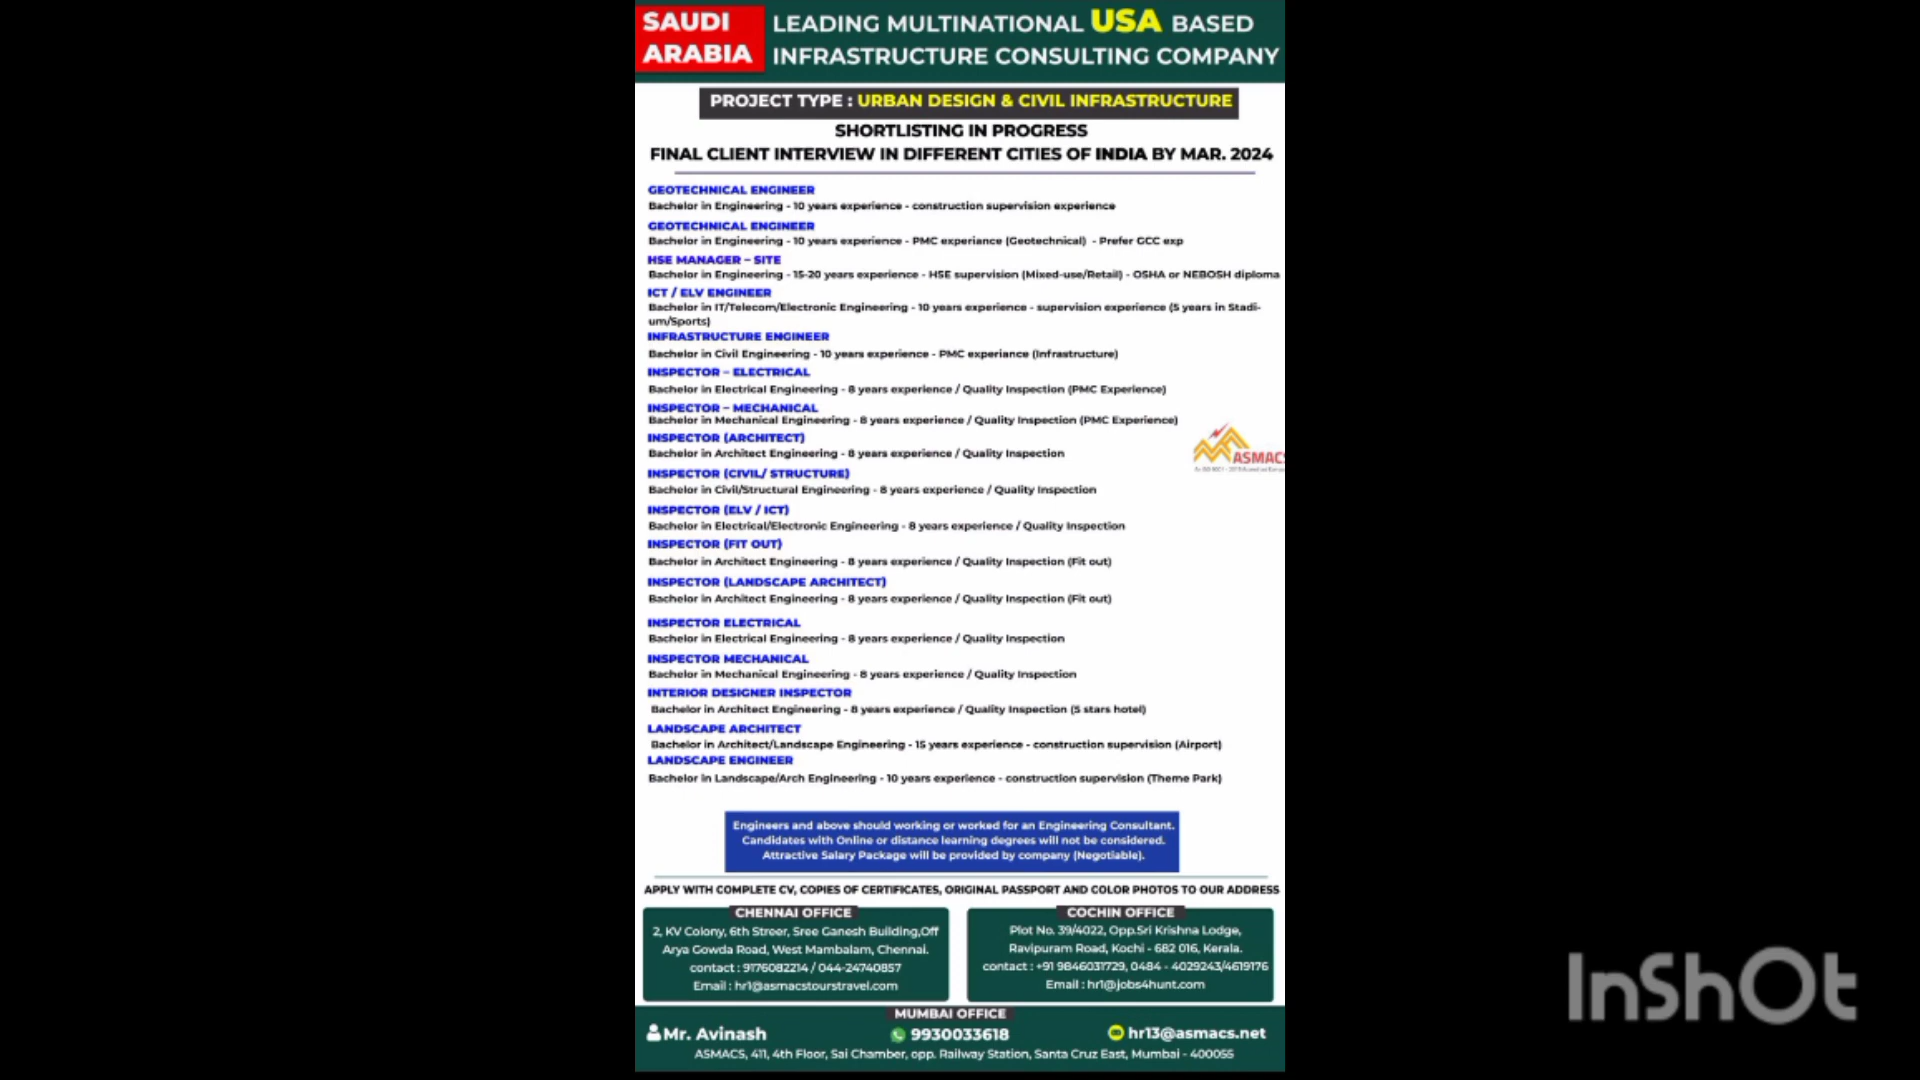 SAUDI ARABIA
LEADING MULTINATIONAL USA BASED
INFRASTRUCTURE CONSULTING COMPANY
PROJECT TYPE : URBAN DESIGN & CIVIL INFRASTRUCTURE
SHORTLISTING IN PROGRESS
FINAL CLIENT INTERVIEW IN DIFFERENT CITIES OF INDIA BY MAR. 2024
GEOTECHNICAL ENGINEER
Bachelor in Engineering - 10 years experience - construction supervision experience
GEOTECHNICAL ENGINEER
Bachelor in Engineering - 10 years experience - PMC experiance (Geotechnical) - Prefer GCC exp
HSE MANAGER – SITE
Bachelor in Engineering - 15-20 years experience - HSE supervision (Mixed-use/Retail) - OSHA or NEBOSH diploma
ICT / ELV ENGINEER
Bachelor in IT/Telecom/Electronic Engineering - 10 years experience - supervision experience (5 years in Stadi-
um/Sports)
INFRASTRUCTURE ENGINEER
Bachelor in Civil Engineering - 10 years experience - PMC experiance (Infrastructure)
INSPECTOR – ELECTRICAL
Bachelor in Electrical Engineering - 8 years experience / Quality Inspection (PMC Experience)
INSPECTOR – MECHANICAL
Bachelor in Mechanical Engineering - 8 years experience / Quality Inspection (PMC Experience)
INSPECTOR (ARCHITECT)
Bachelor in Architect Engineering - 8 years experience / Quality Inspection
ASMACS
INSPECTOR (CIVIL/ STRUCTURE)
Bachelor in Civil/Structural Engineering - 8 years experience / Quality Inspection
INSPECTOR (ELV / ICT)
Bachelor in Electrical/Electronic Engineering - 8 years experience / Quality Inspection
INSPECTOR (FIT OUT)
Bachelor in Architect Engineering - 8 years experience / Quality Inspection (Fit out)
INSPECTOR (LANDSCAPE ARCHITECT)
Bachelor in Architect Engineering - 8 years experience / Quality Inspection (Fit out)
INSPECTOR ELECTRICAL
Bachelor in Electrical Engineering - 8 years experience / Quality Inspection
INSPECTOR MECHANICAL
Bachelor in Mechanical Engineering - 8 years experience / Quality Inspection
INTERIOR DESIGNER INSPECTOR
Bachelor in Architect Engineering - 8 years experience / Quality Inspection (5 stars hotel)
LANDSCAPE ARCHITECT
Bachelor in Architect/Landscape Engineering - 15 years experience - construction supervision (Airport)
LANDSCAPE ENGINEER
Bachelor in Landscape/Arch Engineering - 10 years experience - construction supervision (Theme Park)
Engineers and above should working or worked for an Engineering Consultant.
Candidates with Online or distance learning degrees will not be considered.
Attractive Salary Package will be provided by company (Negotiable).
APPLY WITH COMPLETE CV, COPIES OF CERTIFICATES, ORIGINAL PASSPORT AND COLOR PHOTOS TO OUR ADDRESS
CHENNAI OFFICE
2, KV Colony, 6th Streer, Sree Ganesh Building,Off
Arya Gowda Road, West Mambalam, Chennai.
contact : 9176082214 / 044-24740857
Email : hr1@asmacstourstravel.com
COCHIN OFFICE
Plot No. 39/4022, Opp.Sri Krishna Lodge,
Ravipuram Road, Kochi - 682 016, Kerala.
contact : +91 9846031729, 0484 - 4029243/4619176
Email : hr1@jobs4hunt.com
MUMBAI OFFICE
Mr. Avinash 9930033618 hr13@asmacs.net
ASMACS, 411, 4th Floor, Sai Chamber, opp. Railway Station, Santa Cruz East, Mumbai - 400055
InShOt